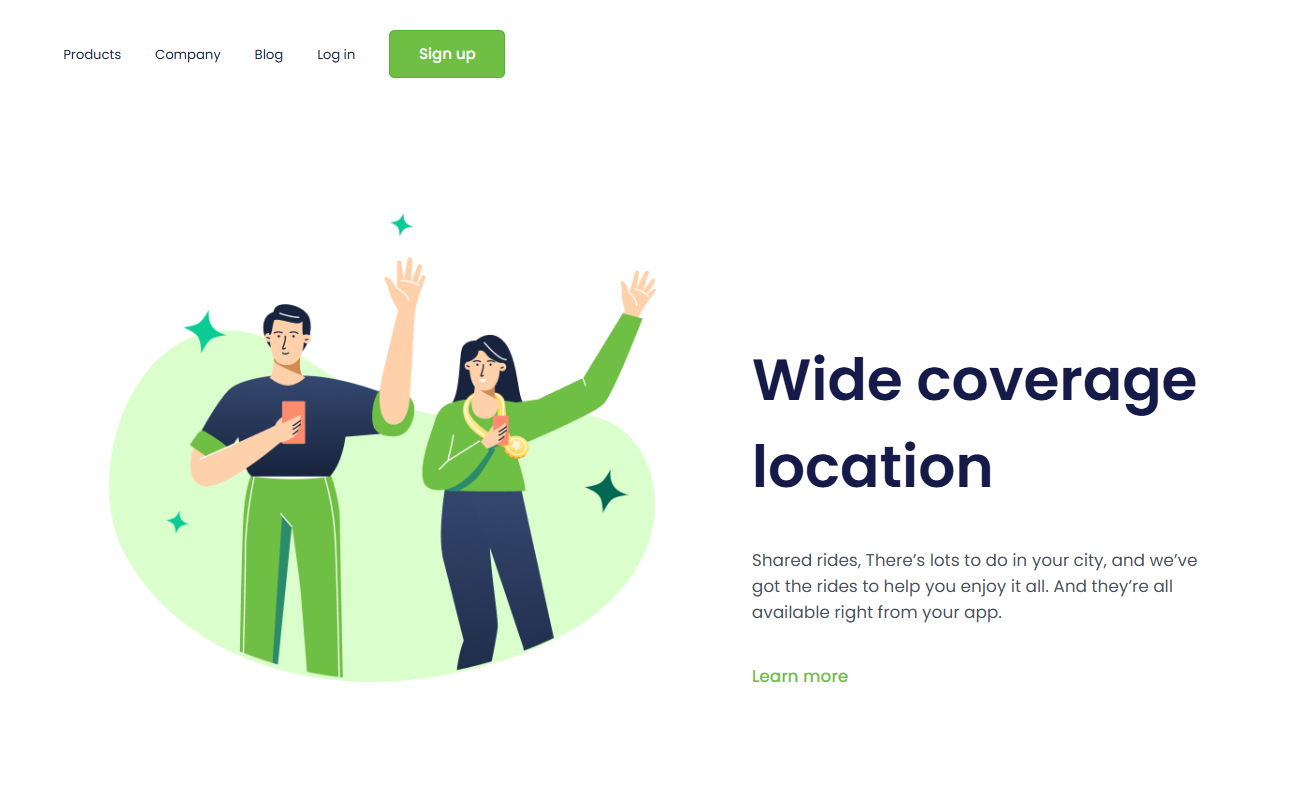 Products Company Blog Log in Sign up
Wide coverage
location
Shared rides, There’s lots to do in your city, and we’ve
got the rides to help you enjoy it all. And they’re all
available right from your app.
Learn more